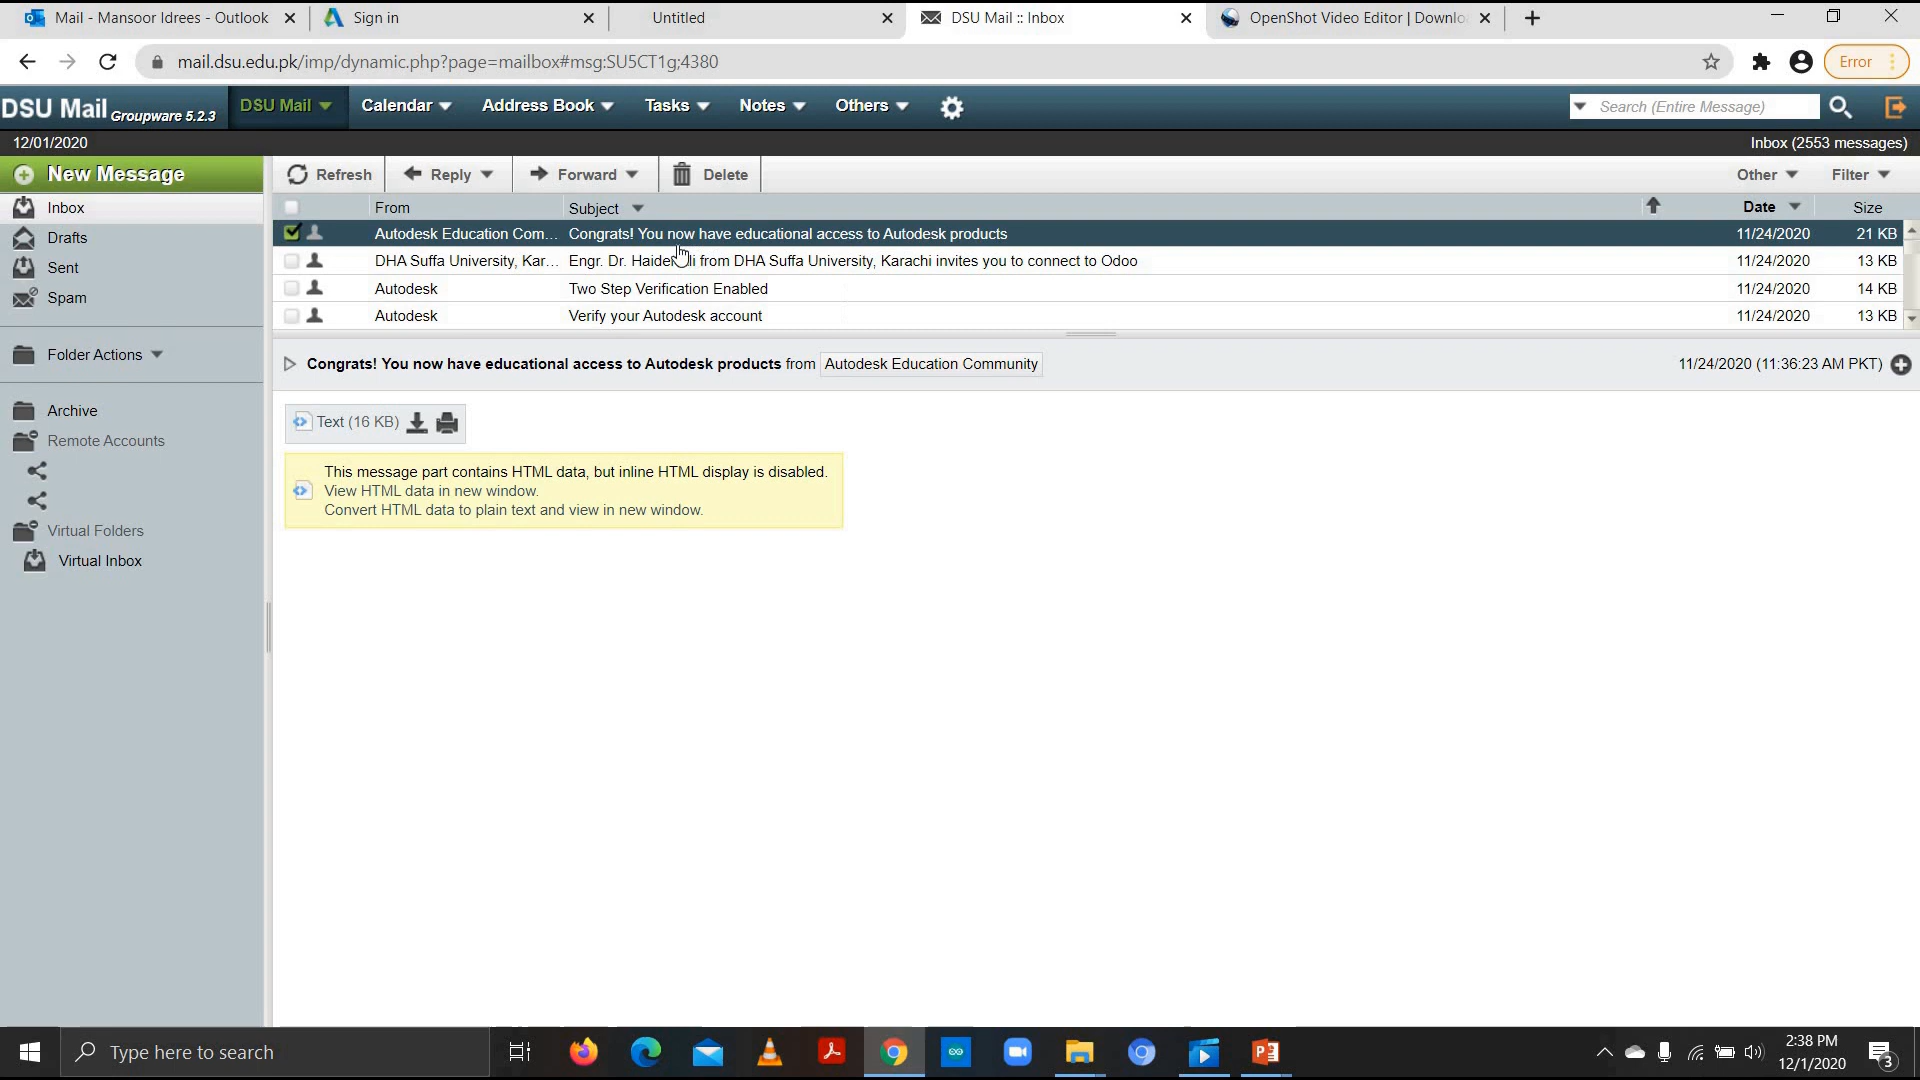 Mail - Mansoor Idrees - Outlook
Sign in
Untitled
DSU Mail :: Inbox
OpenShot Video Editor | Downlo
mail.dsu.edu.pk/imp/dynamic.php?page=mailbox#msg:SU5CT1g;4380
Error
DSU Mail Groupware 5.2.3
DSU Mail
Calendar
Address Book
Tasks
Notes
Others
Search (Entire Message)
12/01/2020
Inbox (2553 messages)
New Message
Refresh
Reply
Forward
Delete
Other
Filter
Inbox
Drafts
Sent
Spam
Folder Actions
Archive
Remote Accounts
Virtual Folders
Virtual Inbox
From Subject Date Size
Autodesk Education Com... Congrats! You now have educational access to Autodesk products 11/24/2020 21 KB
DHA Suffa University, Kar... Engr. Dr. Haider Ali from DHA Suffa University, Karachi invites you to connect to Odoo 11/24/2020 13 KB
Autodesk Two Step Verification Enabled 11/24/2020 14 KB
Autodesk Verify your Autodesk account 11/24/2020 13 KB
Congrats! You now have educational access to Autodesk products from Autodesk Education Community 11/24/2020 (11:36:23 AM PKT)
Text (16 KB)
This message part contains HTML data, but inline HTML display is disabled.
View HTML data in new window.
Convert HTML data to plain text and view in new window.
Type here to search
2:38 PM
12/1/2020
3